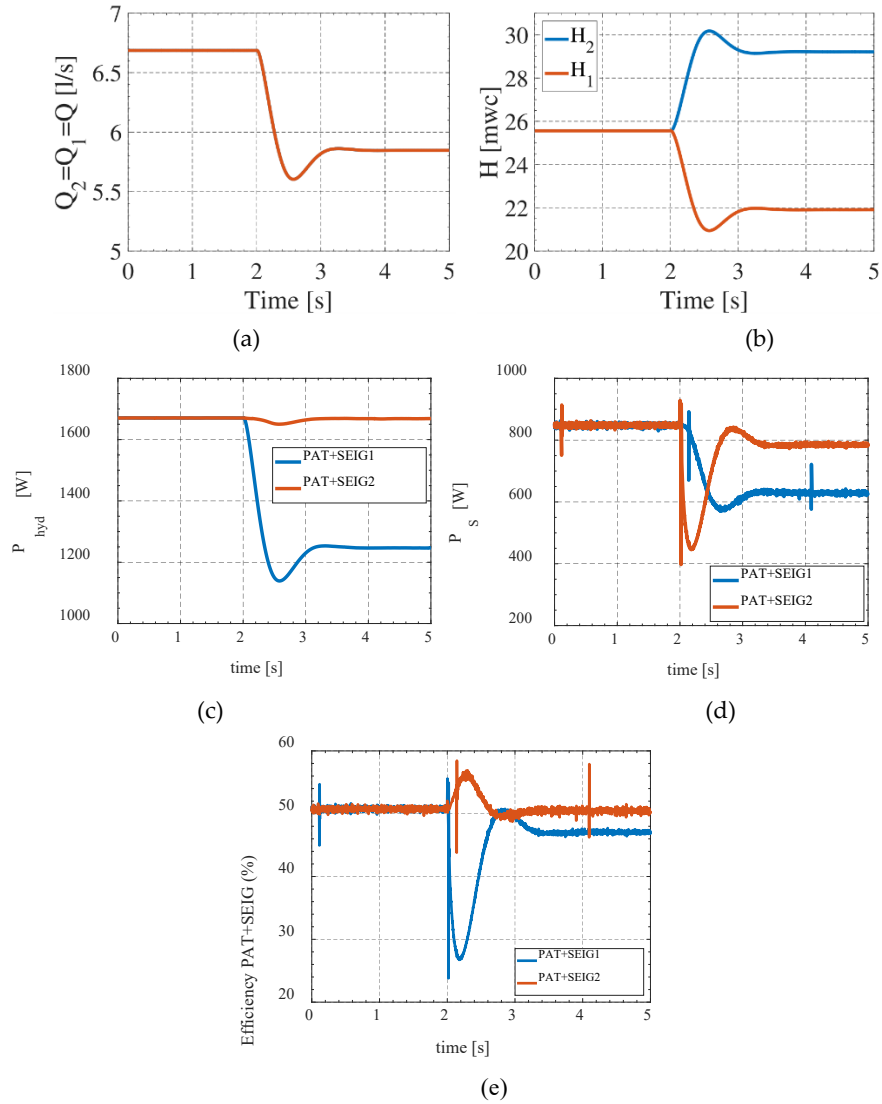 7
6.5
6
5.5
5
0 1 2 3 4 5
Q2=Q1=Q [l/s]
Time [s]
(a)
30
28
26
24
22
20
0 1 2 3 4 5
H2
H1
H [mwc]
Time [s]
(b)
1800
1600
1400
1200
1000
0 1 2 3 4 5
PAT+SEIG1
PAT+SEIG2
Phyd [W]
time [s]
(c)
1000
800
600
400
200
0 1 2 3 4 5
PAT+SEIG1
PAT+SEIG2
PS [W]
time [s]
(d)
60
50
40
30
20
0 1 2 3 4 5
PAT+SEIG1
PAT+SEIG2
Efficiency PAT+SEIG (%)
time [s]
(e)